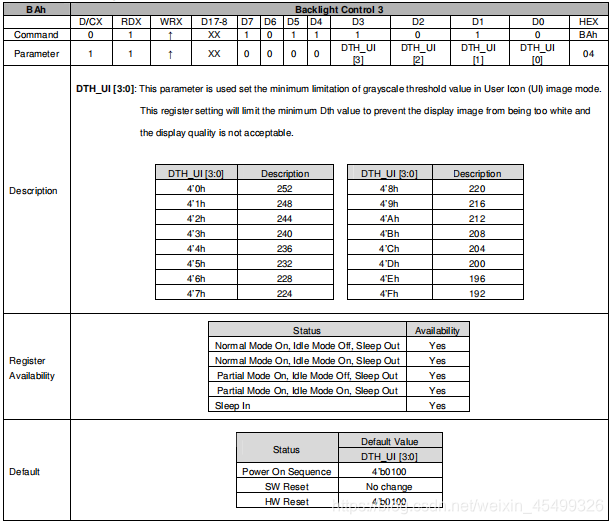 BAh Backlight Control 3
D/CX RDX WRX D17-8 D7 D6 D5 D4 D3 D2 D1 D0 HEX
Command 0 1 ↑ XX 1 0 1 1 1 0 1 0 BAh
Parameter 1 1 ↑ XX 0 0 0 0 DTH_UI [3] DTH_UI [2] DTH_UI [1] DTH_UI [0] 04
Description
DTH_UI [3:0]: This parameter is used set the minimum limitation of grayscale threshold value in User Icon (UI) image mode.
This register setting will limit the minimum Dth value to prevent the display image from being too white and
the display quality is not acceptable.
DTH_UI [3:0] Description DTH_UI [3:0] Description
4'0h 252 4'8h 220
4'1h 248 4'9h 216
4'2h 244 4'Ah 212
4'3h 240 4'Bh 208
4'4h 236 4'Ch 204
4'5h 232 4'Dh 200
4'6h 228 4'Eh 196
4'7h 224 4'Fh 192
Register
Availability
Status Availability
Normal Mode On, Idle Mode Off, Sleep Out Yes
Normal Mode On, Idle Mode On, Sleep Out Yes
Partial Mode On, Idle Mode Off, Sleep Out Yes
Partial Mode On, Idle Mode On, Sleep Out Yes
Sleep In Yes
Default
Status Default Value
DTH_UI [3:0]
Power On Sequence 4'b0100
SW Reset No change
HW Reset 4'b0100
https://blog.csdn.net/weixin_45499326